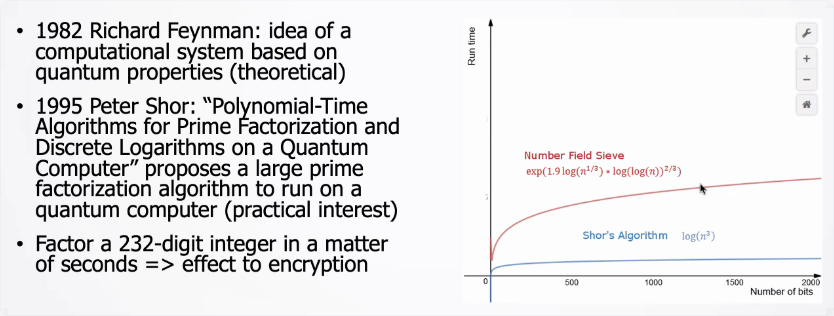 • 1982 Richard Feynman: idea of a
computational system based on
quantum properties (theoretical)
• 1995 Peter Shor: “Polynomial-Time
Algorithms for Prime Factorization and
Discrete Logarithms on a Quantum
Computer” proposes a large prime
factorization algorithm to run on a
quantum computer (practical interest)
• Factor a 232-digit integer in a matter
of seconds => effect to encryption
Run time
Number Field Sieve
exp(1.9 log(n^{1/3}) * log(log(n))^{2/3})
Shor's Algorithm log(n^3)
0 500 1000 1500 2000
Number of bits
+
−